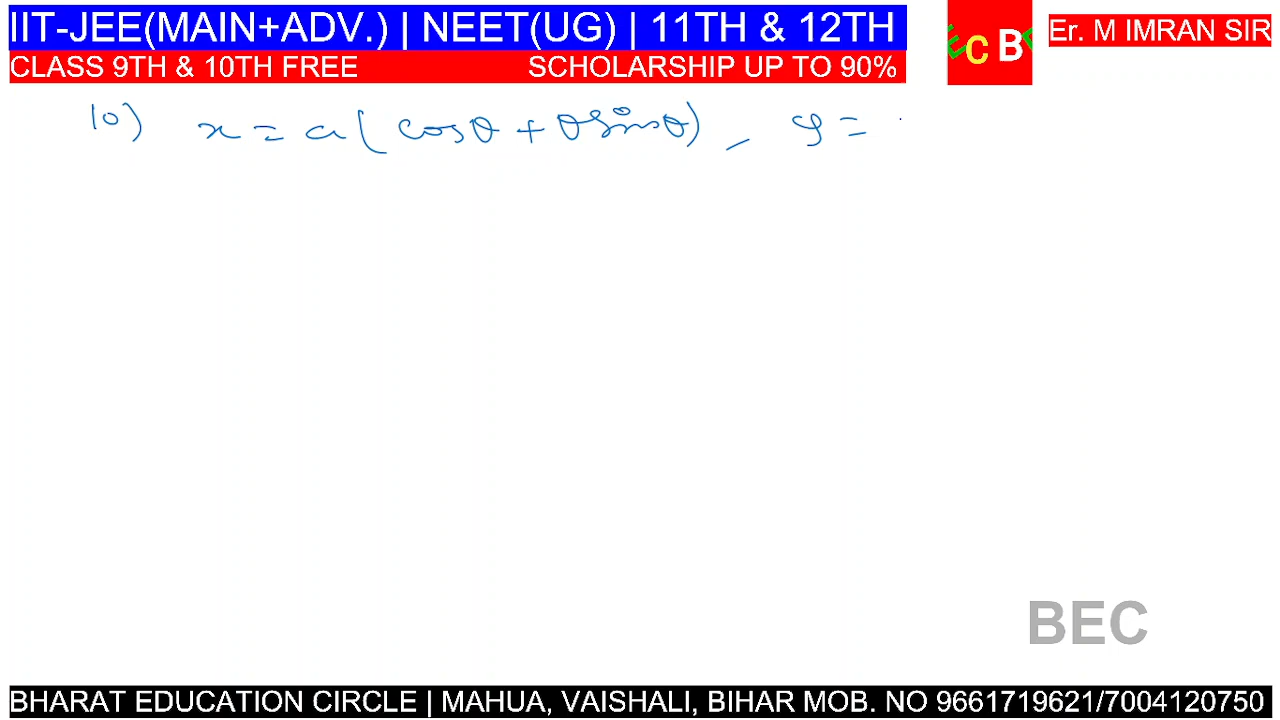 IIT-JEE(MAIN+ADV.) | NEET(UG) | 11TH & 12TH
CLASS 9TH & 10TH FREE SCHOLARSHIP UP TO 90%
E C B E
Er. M IMRAN SIR
10) x = a ( cosθ + θ sinθ) , y =
BEC
BHARAT EDUCATION CIRCLE | MAHUA, VAISHALI, BIHAR MOB. NO 9661719621/7004120750